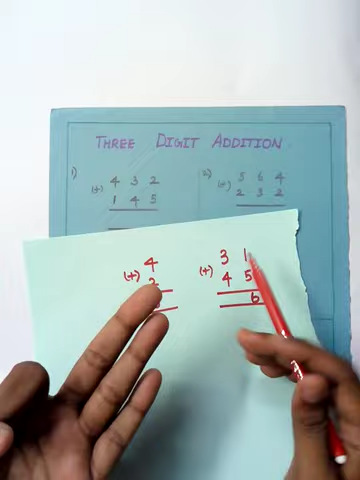 THREE DIGIT ADDITION
1)
4 3 2
(+) 1 4 5
2)
5 6 4
(+) 2 3 2
4
(+)
3 1
(+) 4 5
6